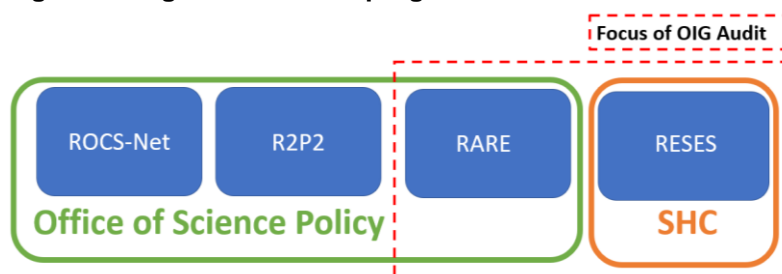 Focus of OIG Audit
ROCS-Net
R2P2
RARE
RESES
Office of Science Policy
SHC